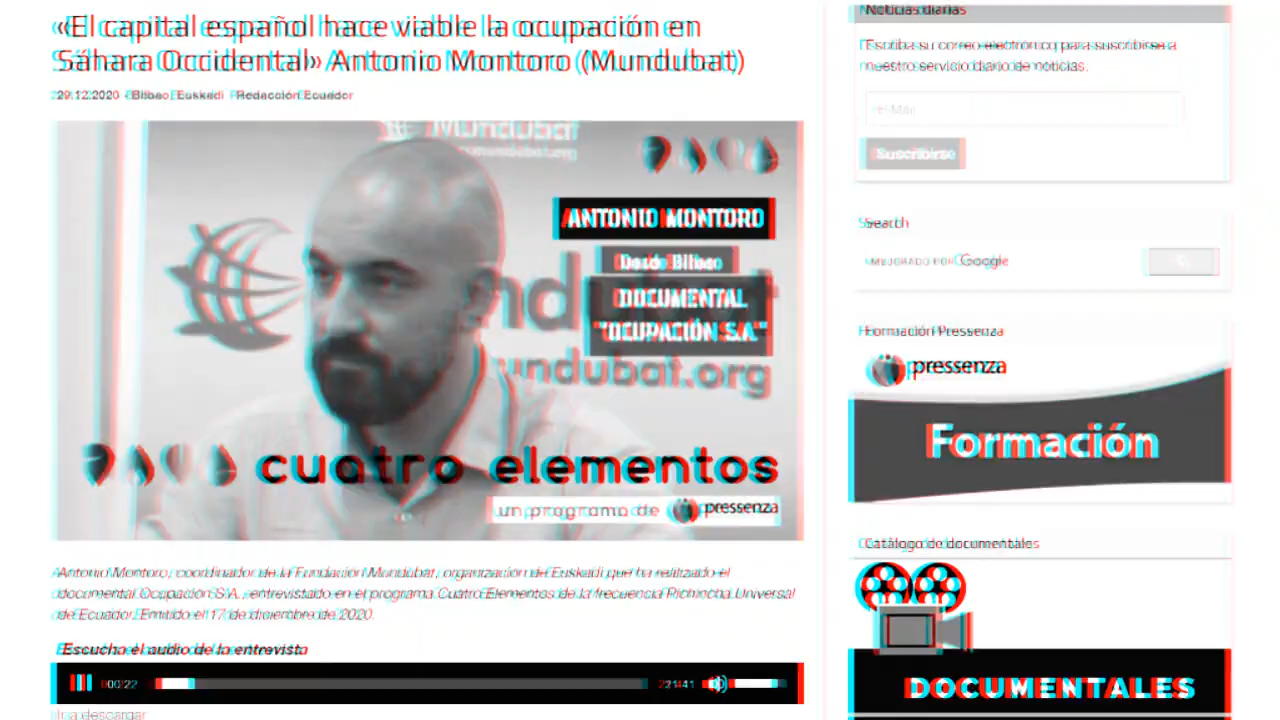 «El capital español hace viable la ocupación en
Sáhara Occidental» Antonio Montoro (Mundubat)
29.12.2020 Bilbao, Euskadi Redacción Ecuador
Mundubat
ANTONIO MONTORO
Desde Bilbao
DOCUMENTAL
"OCUPACIÓN S.A."
mundubat.org
cuatro elementos
un programa de pressenza
Antonio Montoro, coordinador de la Fundación Mundubat, organización de Euskadi que ha realizado el
documental Ocupación S.A., entrevistado en el programa Cuatro Elementos de la frecuencia Pichincha Universal
de Ecuador. Emitido el 17 de diciembre de 2020.
Escucha el audio de la entrevista
00:22 21:41
Ir a descargar
Noticias diarias
Escriba su correo electrónico para suscribirse a
nuestro servicio diario de noticias.
e-Mail
Suscribirse
Search
MEJORADO POR Google
Formación Pressenza
pressenza
Formación
Catálogo de documentales
DOCUMENTALES